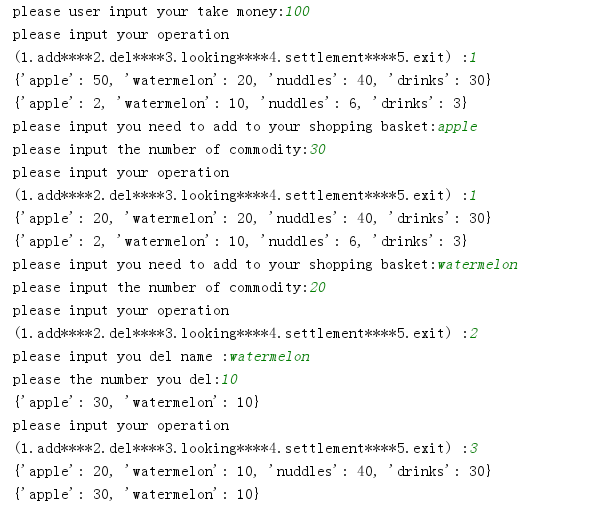 please user input your take money:100
please input your operation
(1.add****2.del****3.looking****4.settlement****5.exit) :1
{'apple': 50, 'watermelon': 20, 'nuddles': 40, 'drinks': 30}
{'apple': 2, 'watermelon': 10, 'nuddles': 6, 'drinks': 3}
please input you need to add to your shopping basket:apple
please input the number of commodity:30
please input your operation
(1.add****2.del****3.looking****4.settlement****5.exit) :1
{'apple': 20, 'watermelon': 20, 'nuddles': 40, 'drinks': 30}
{'apple': 2, 'watermelon': 10, 'nuddles': 6, 'drinks': 3}
please input you need to add to your shopping basket:watermelon
please input the number of commodity:20
please input your operation
(1.add****2.del****3.looking****4.settlement****5.exit) :2
please input you del name :watermelon
please the number you del:10
{'apple': 30, 'watermelon': 10}
please input your operation
(1.add****2.del****3.looking****4.settlement****5.exit) :3
{'apple': 20, 'watermelon': 10, 'nuddles': 40, 'drinks': 30}
{'apple': 30, 'watermelon': 10}